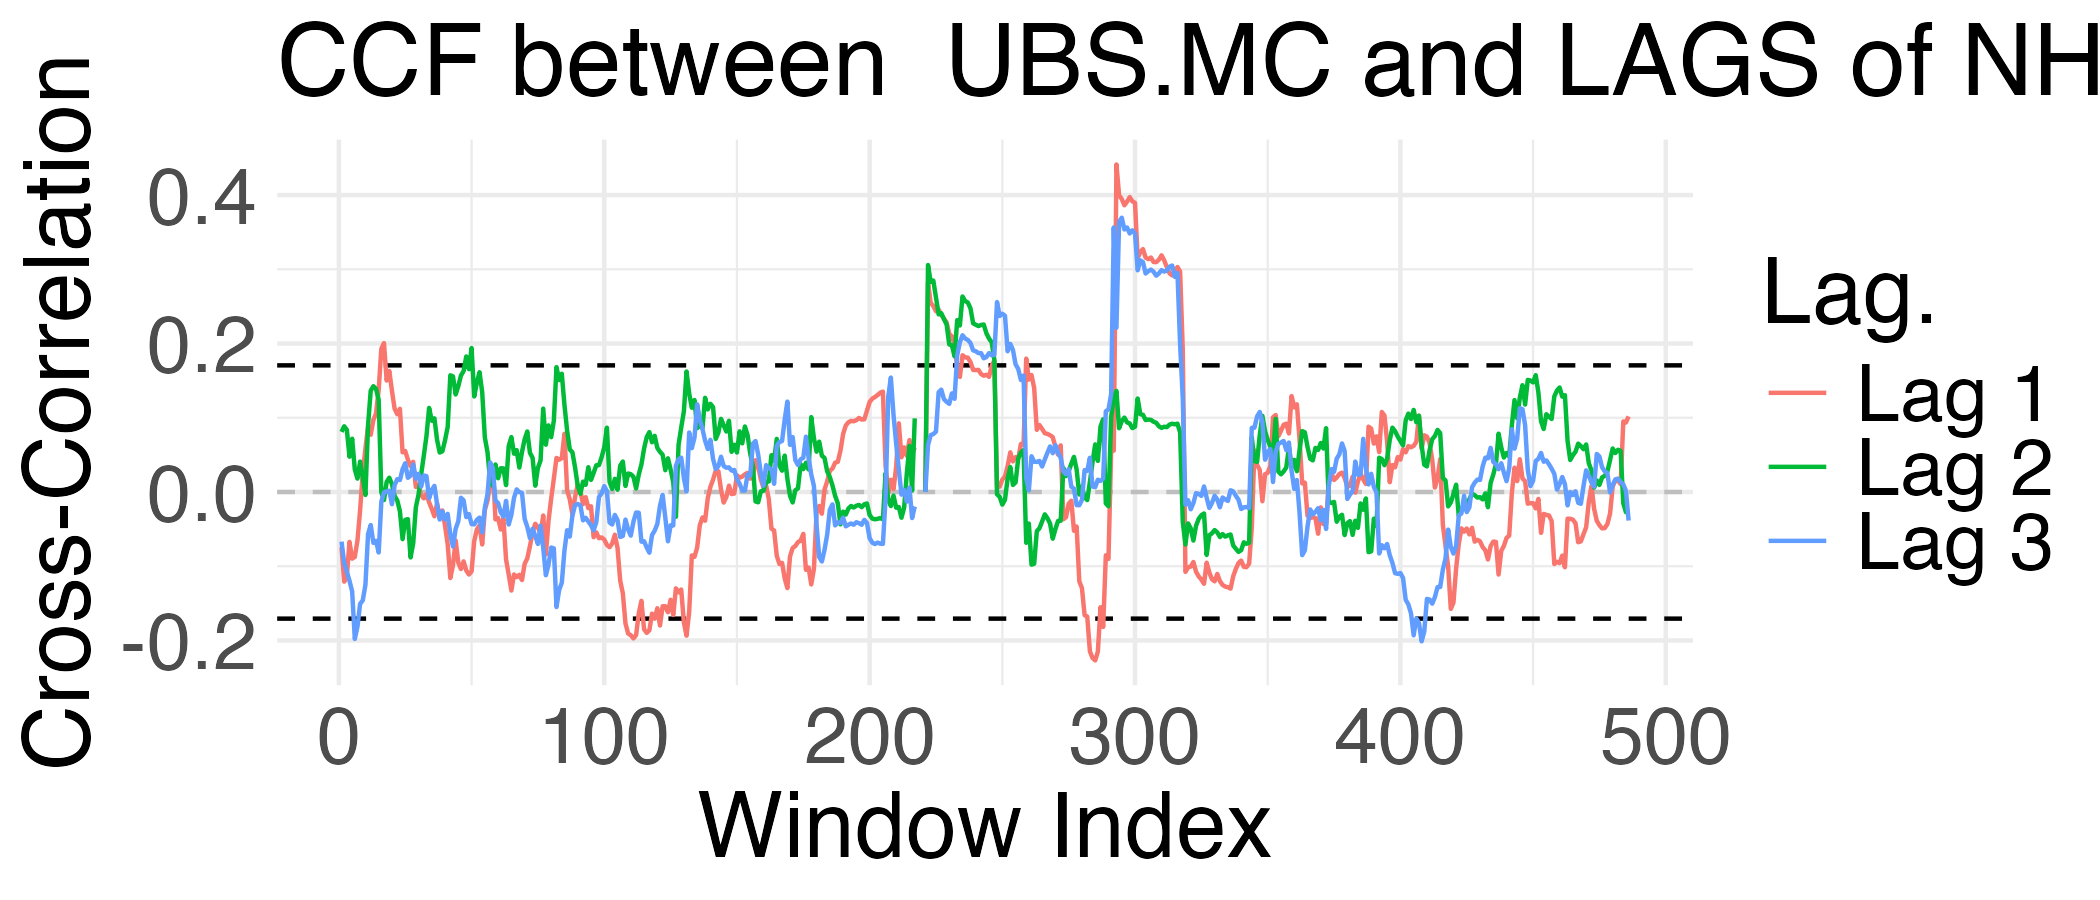 CCF between  UBS.MC and LAGS of NH
Cross-Correlation
0.4
0.2
0.0
-0.2
0 100 200 300 400 500
Window Index
Lag.
Lag 1
Lag 2
Lag 3